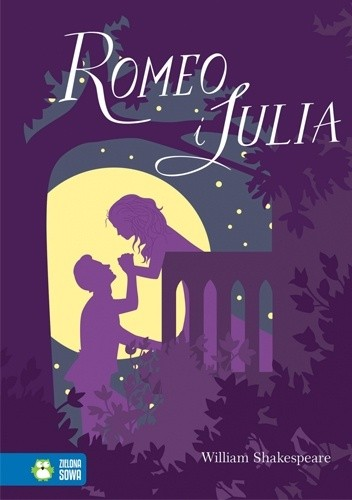 ROMEO
i JULIA
William Shakespeare
ZIELONA
SOWA